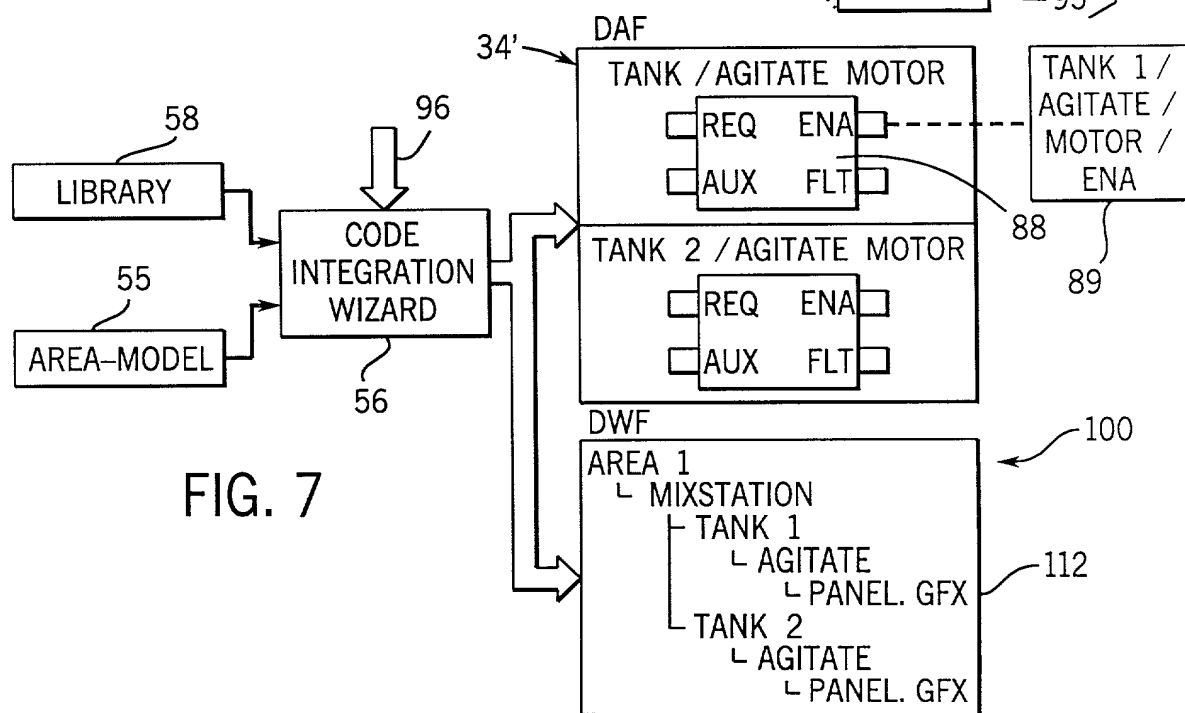 95
DAF
34'
TANK / AGITATE MOTOR
REQ ENA
AUX FLT
TANK 1 /
AGITATE /
MOTOR /
ENA
88
89
96
58
LIBRARY
55
AREA–MODEL
CODE
INTEGRATION
WIZARD
56
TANK 2 / AGITATE MOTOR
REQ ENA
AUX FLT
DWF
100
AREA 1
MIXSTATION
TANK 1
AGITATE
PANEL. GFX
112
TANK 2
AGITATE
PANEL. GFX
FIG. 7